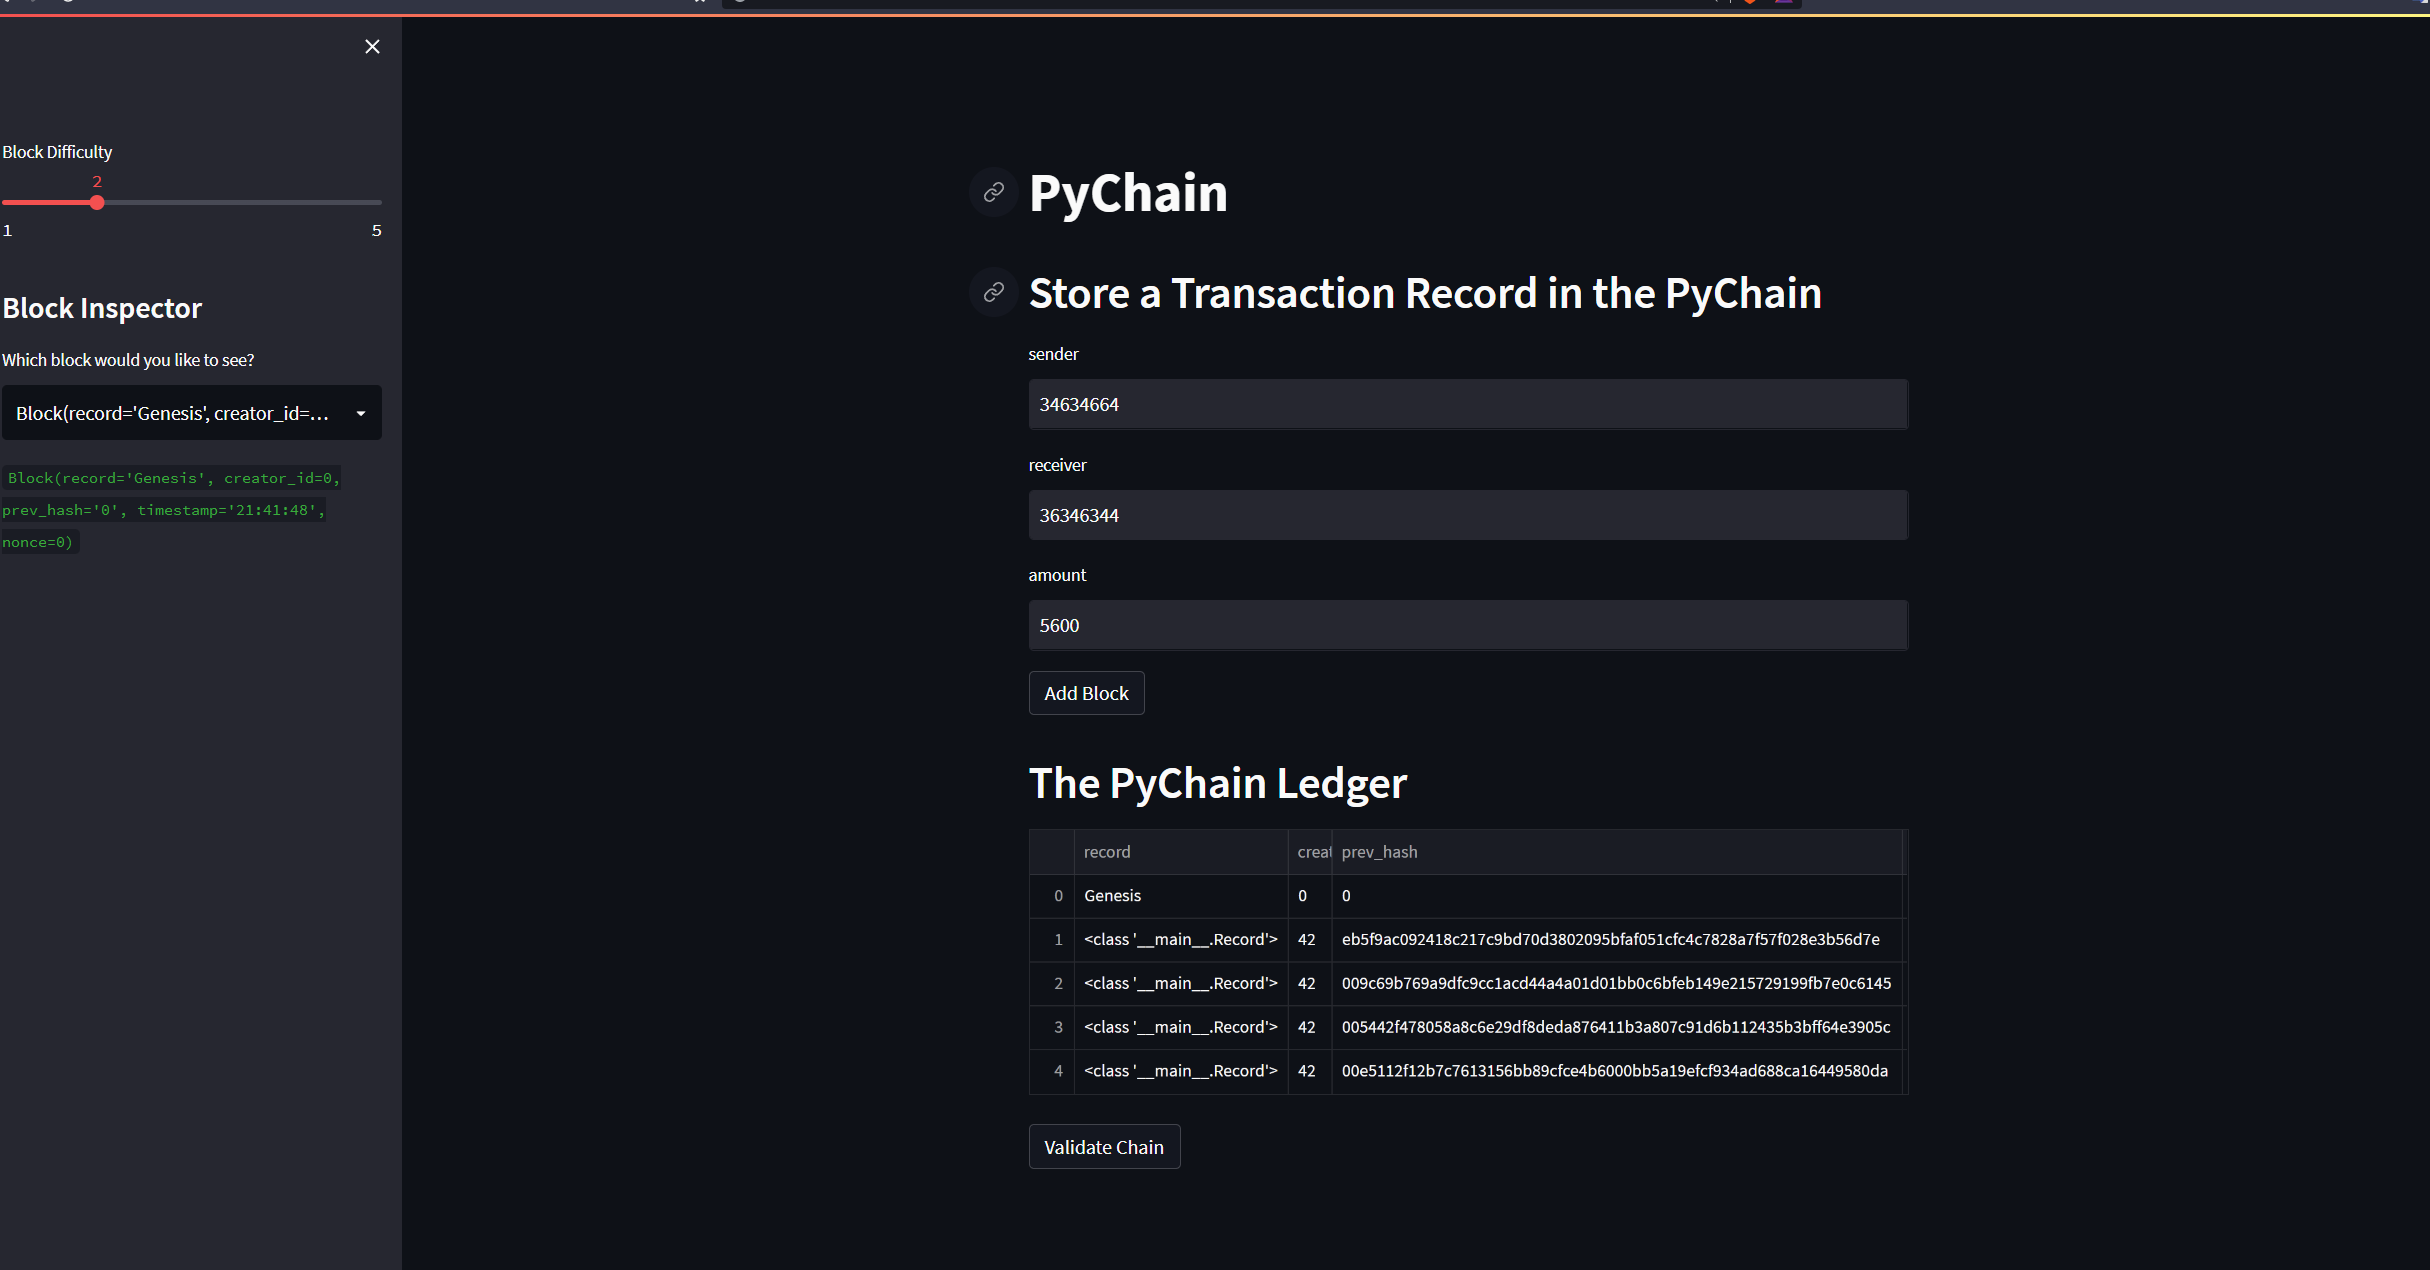 Block Difficulty
2
1 5
Block Inspector
Which block would you like to see?
Block(record='Genesis', creator_id=...
Block(record='Genesis', creator_id=0,
prev_hash='0', timestamp='21:41:48',
nonce=0)
PyChain
Store a Transaction Record in the PyChain
sender
34634664
receiver
36346344
amount
5600
Add Block
The PyChain Ledger
record creat prev_hash
0 Genesis 0 0
1 <class '__main__.Record'> 42 eb5f9ac092418c217c9bd70d3802095bfaf051cfc4c7828a7f57f028e3b56d7e
2 <class '__main__.Record'> 42 009c69b769a9dfc9cc1acd44a4a01d01bb0c6bfeb149e215729199fb7e0c6145
3 <class '__main__.Record'> 42 005442f478058a8c6e29df8deda876411b3a807c91d6b112435b3bff64e3905c
4 <class '__main__.Record'> 42 00e5112f12b7c7613156bb89cfce4b6000bb5a19efcf934ad688ca16449580da
Validate Chain